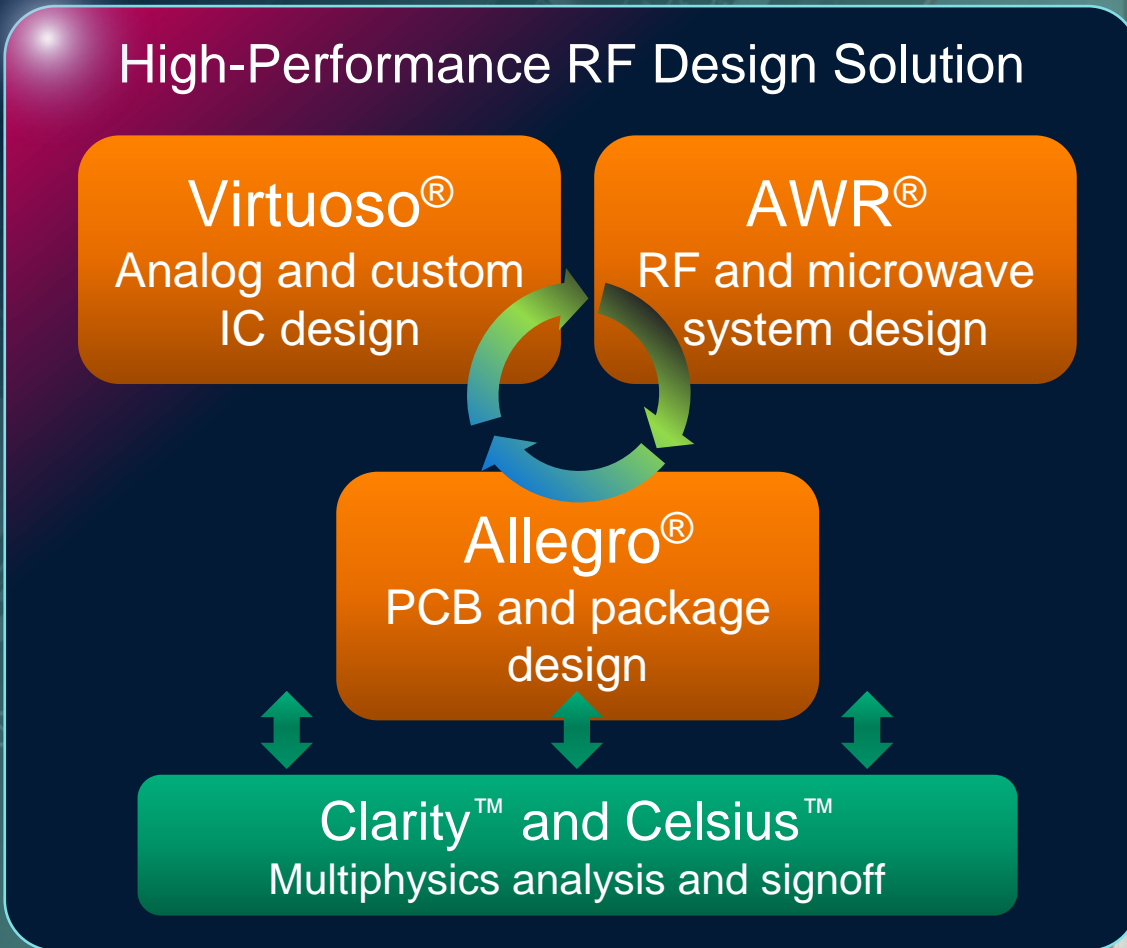 High-Performance RF Design Solution
Virtuoso®
Analog and custom
IC design
AWR®
RF and microwave
system design
Allegro®
PCB and package
design
Clarity™ and Celsius™
Multiphysics analysis and signoff